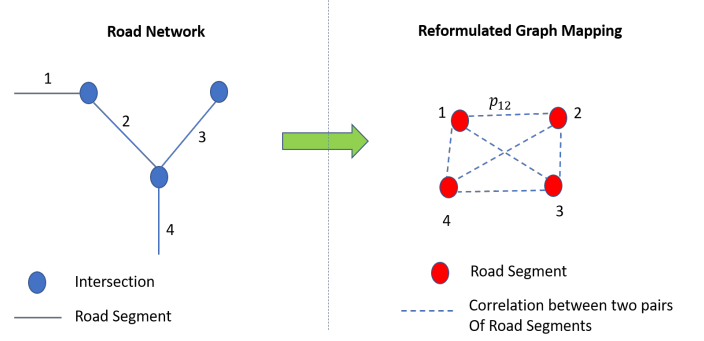 Road Network
1
2
3
4
Intersection
Road Segment
Reformulated Graph Mapping
1
p12
2
4
3
Road Segment
Correlation between two pairs
Of Road Segments